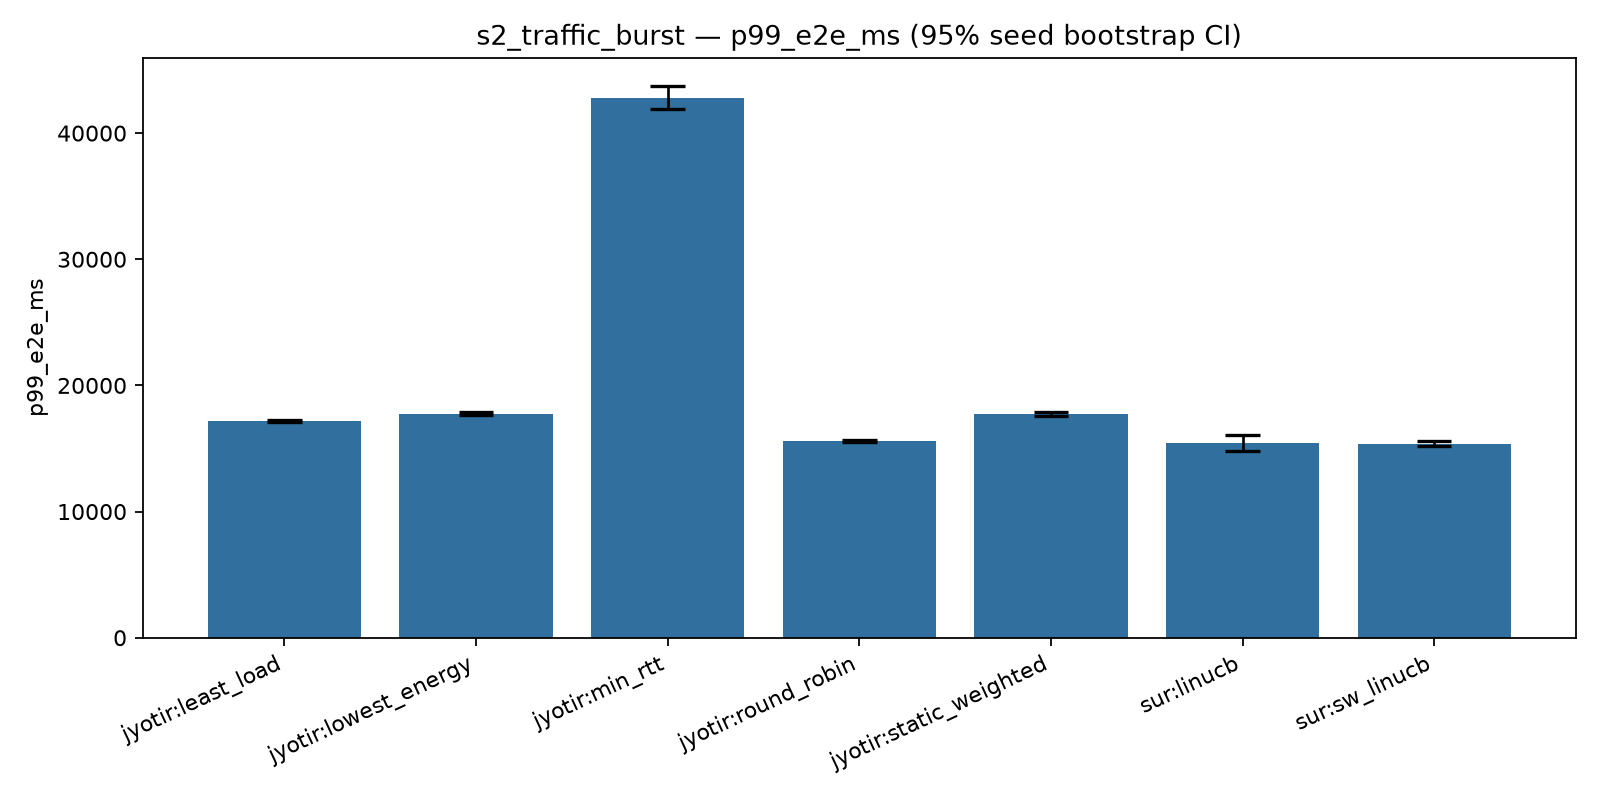 s2_traffic_burst — p99_e2e_ms (95% seed bootstrap CI)
p99_e2e_ms
40000
30000
20000
10000
0
jyotir:least_load
jyotir:lowest_energy
jyotir:min_rtt
jyotir:round_robin
jyotir:static_weighted
sur:linucb
sur:sw_linucb